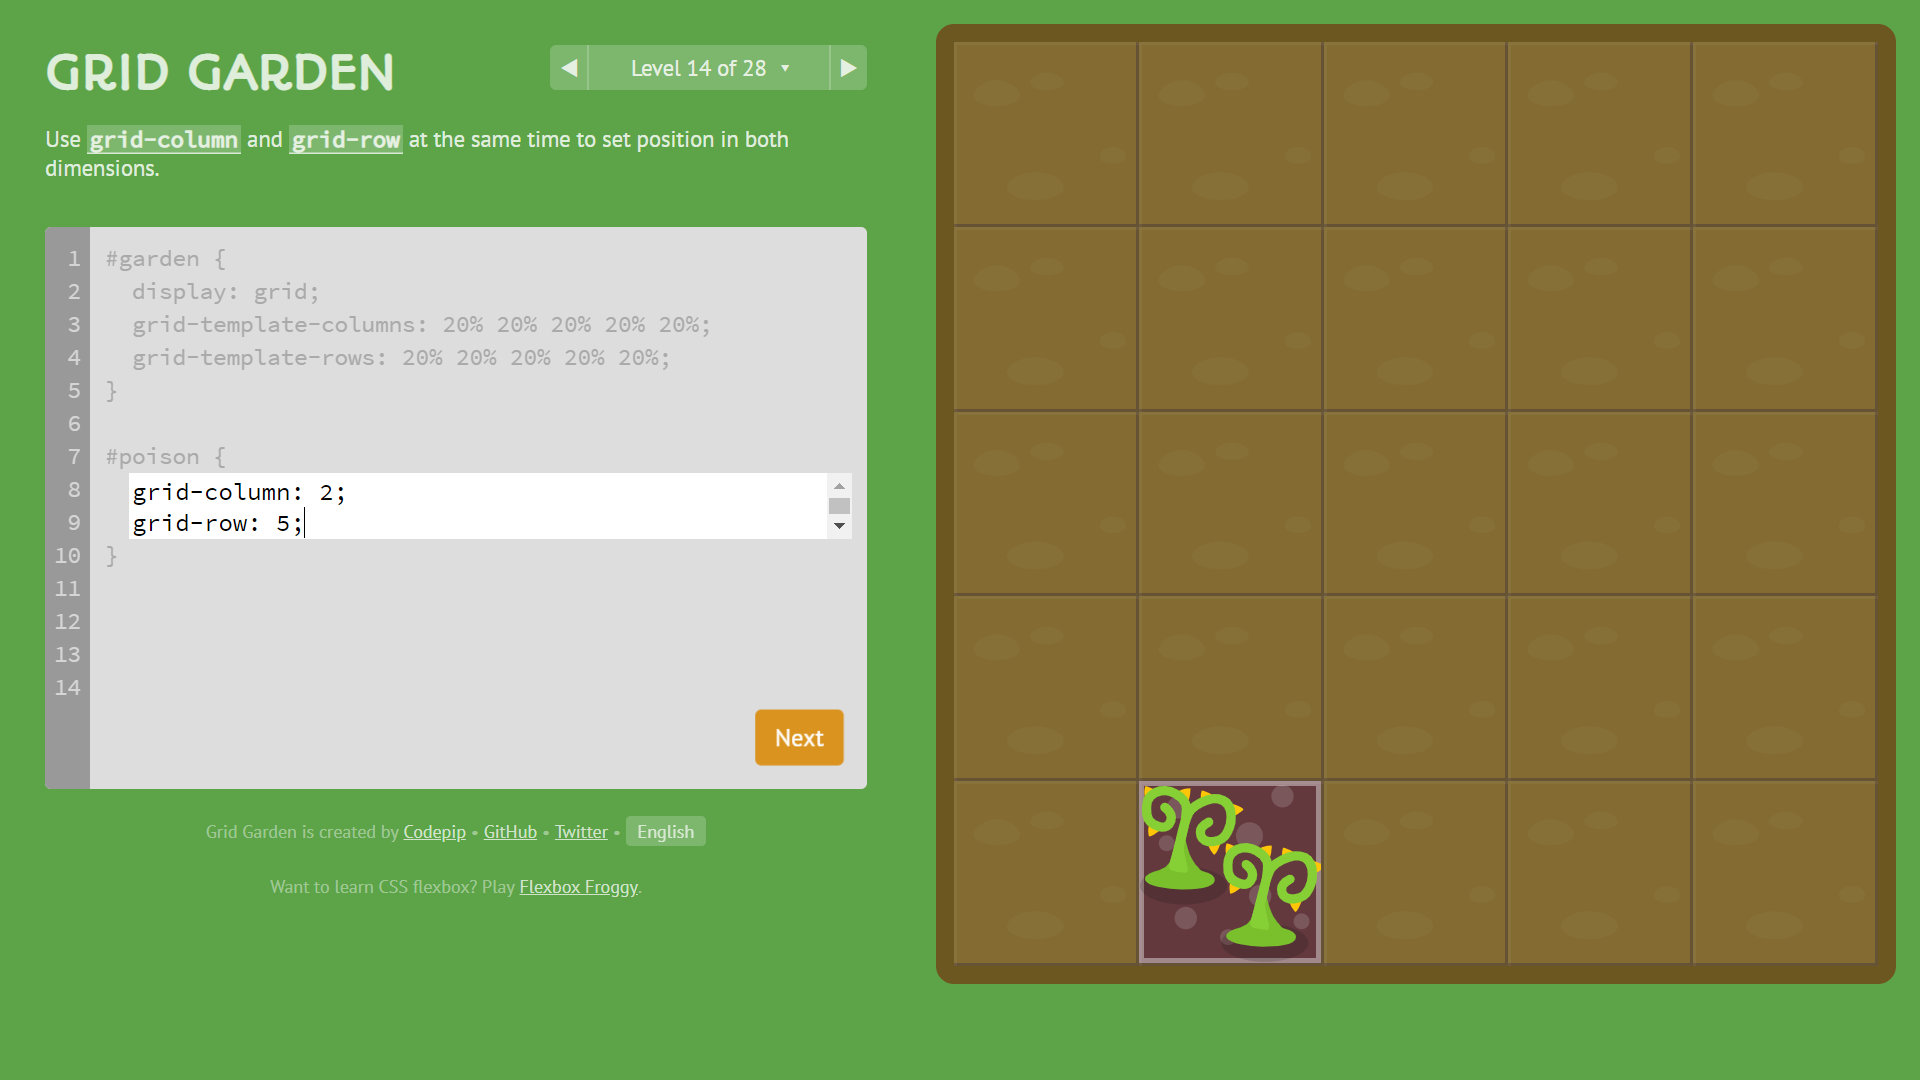 GRID GARDEN
◀ Level 14 of 28 ▼ ▶
Use grid-column and grid-row at the same time to set position in both
dimensions.
1 #garden {
2 display: grid;
3 grid-template-columns: 20% 20% 20% 20% 20%;
4 grid-template-rows: 20% 20% 20% 20% 20%;
5 }
6
7 #poison {
8 grid-column: 2;
9 grid-row: 5;
10 }
11
12
13
14
Next
Grid Garden is created by Codepip • GitHub • Twitter • English
Want to learn CSS flexbox? Play Flexbox Froggy.